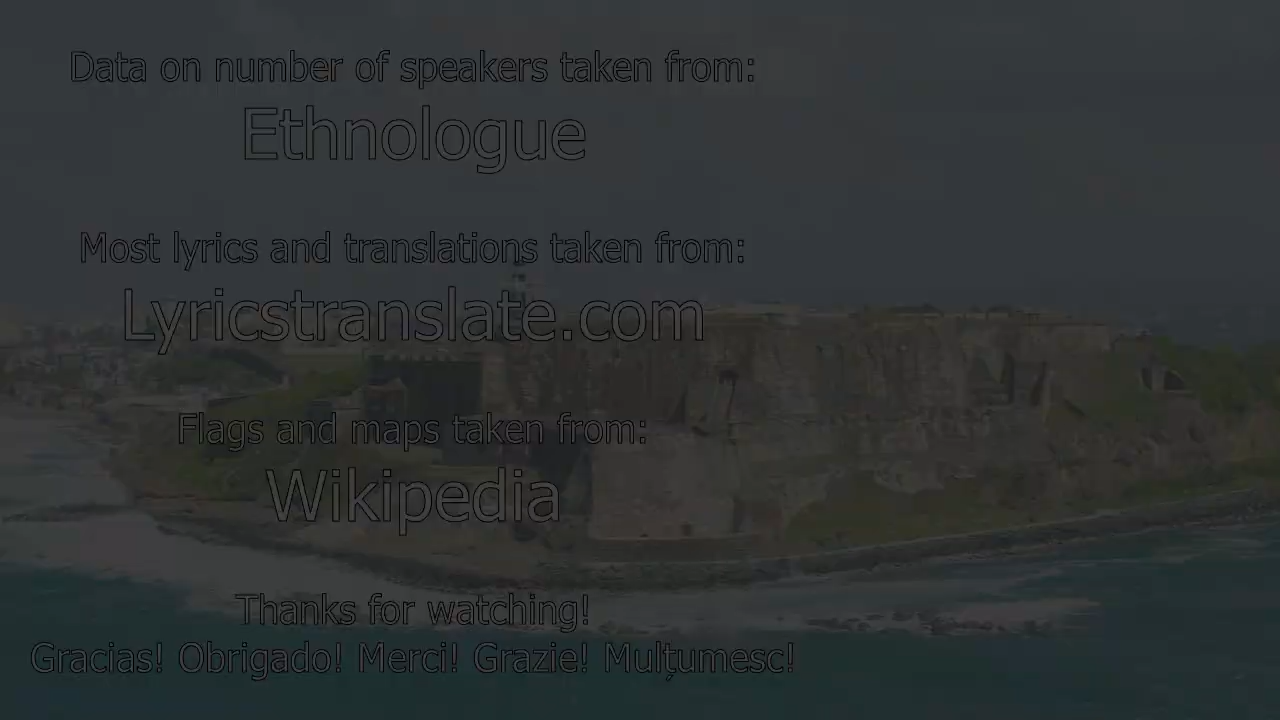 Data on number of speakers taken from:
Ethnologue
Most lyrics and translations taken from:
Lyricstranslate.com
Flags and maps taken from:
Wikipedia
Thanks for watching!
Gracias! Obrigado! Merci! Grazie! Mulțumesc!